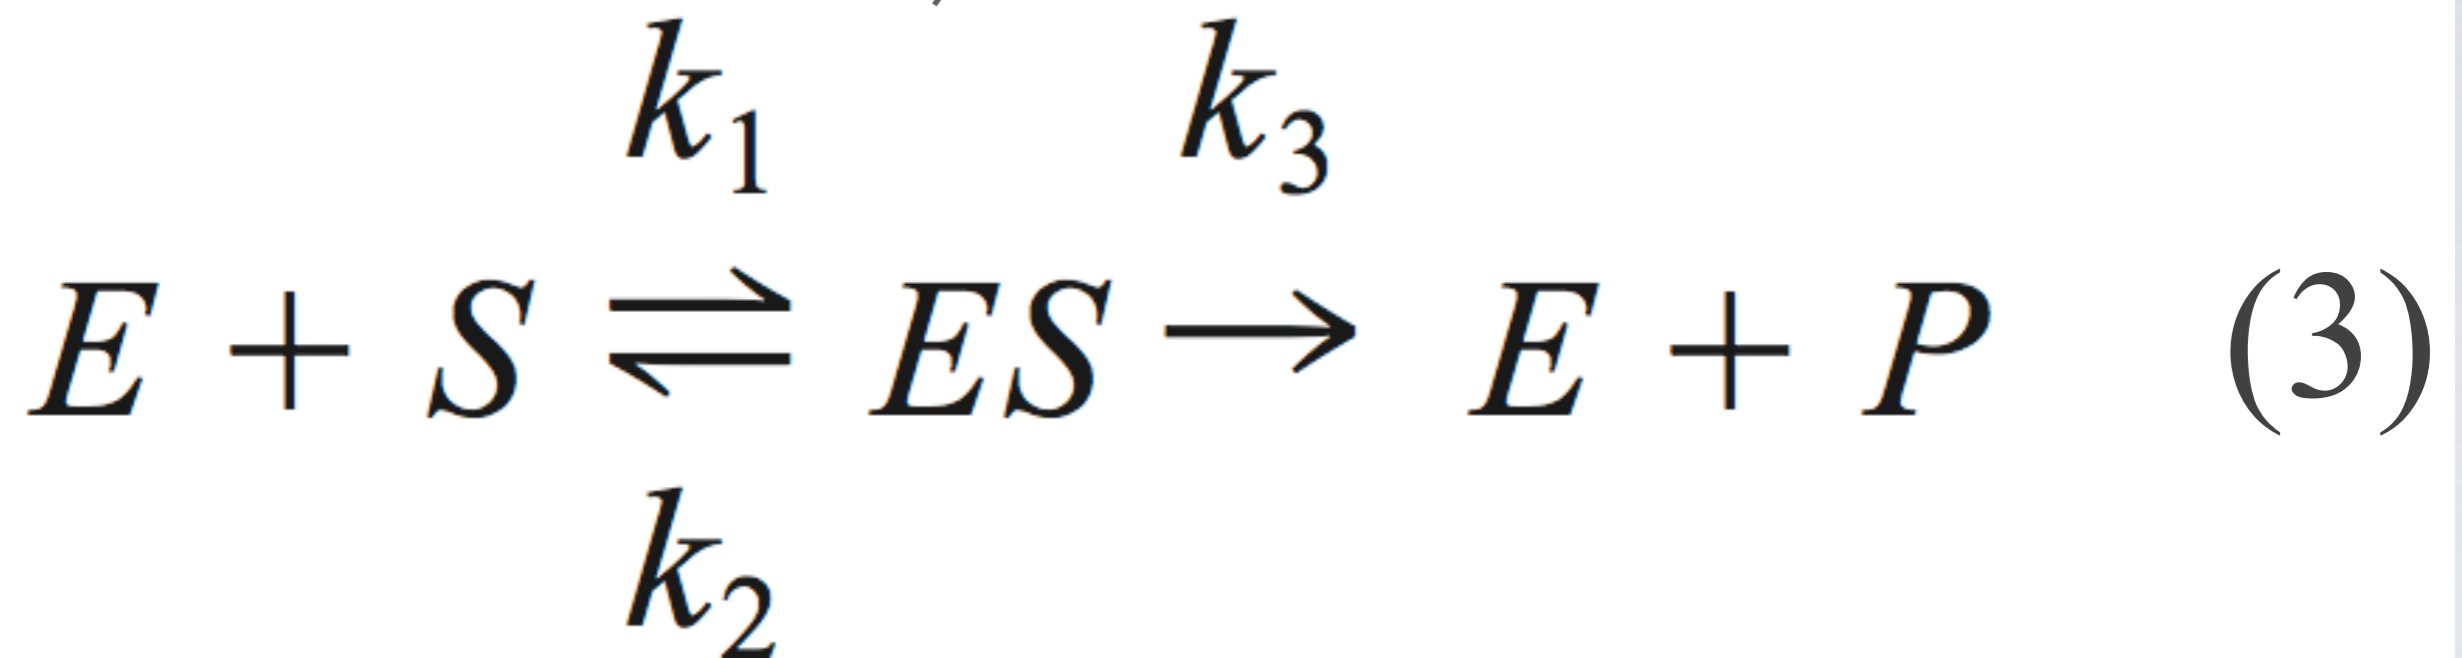 k₁ k₃
E + S ⇌ ES → E + P (3)
k₂